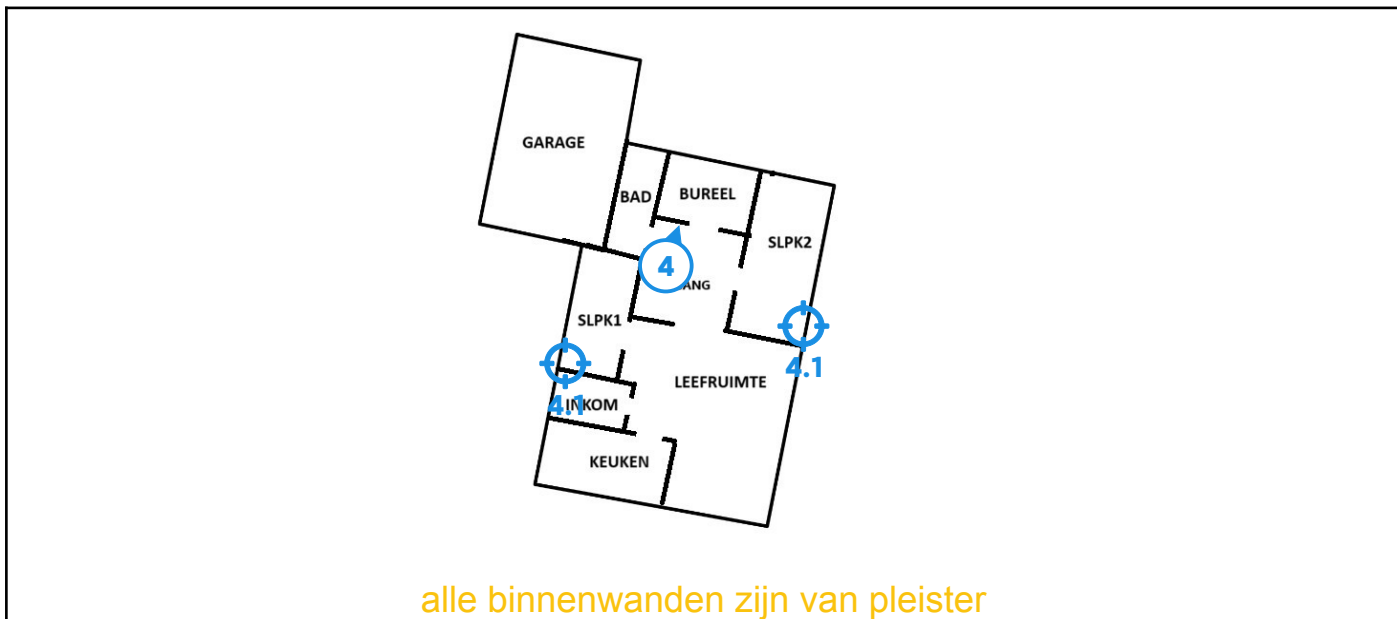 GARAGE
BAD
BUREEL
SLPK2
4
ANG
SLPK1
4.1
LEEFRUIMTE
4.1
INKOM
KEUKEN
alle binnenwanden zijn van pleister